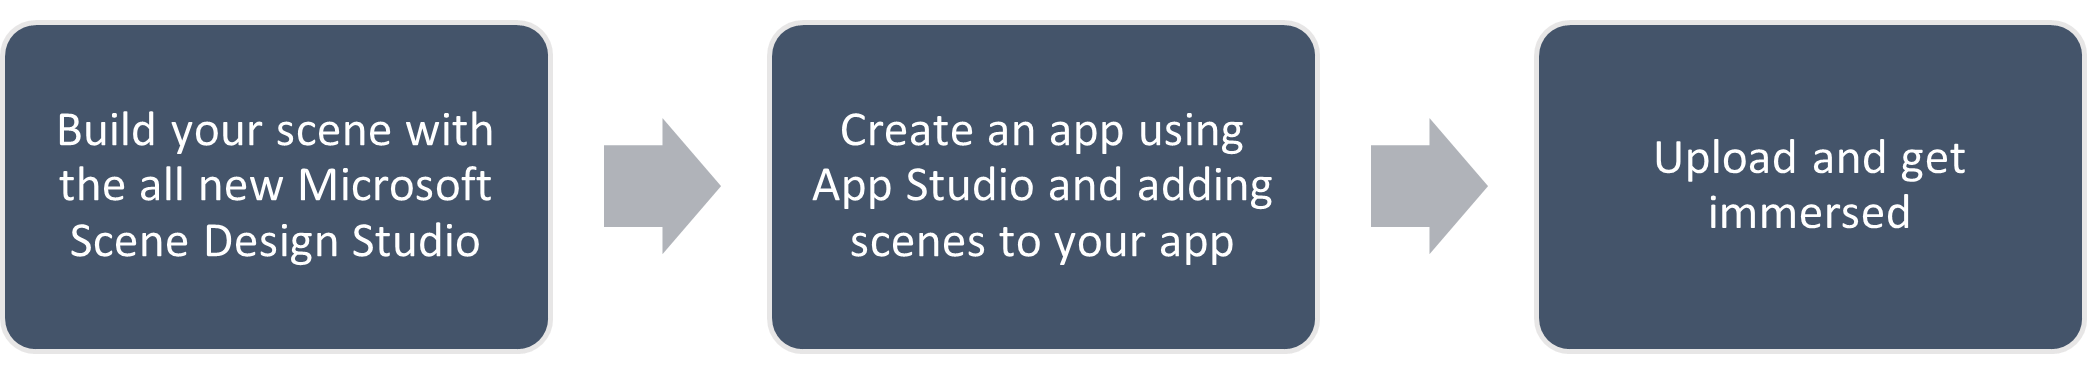 Build your scene with
the all new Microsoft
Scene Design Studio
Create an app using
App Studio and adding
scenes to your app
Upload and get
immersed